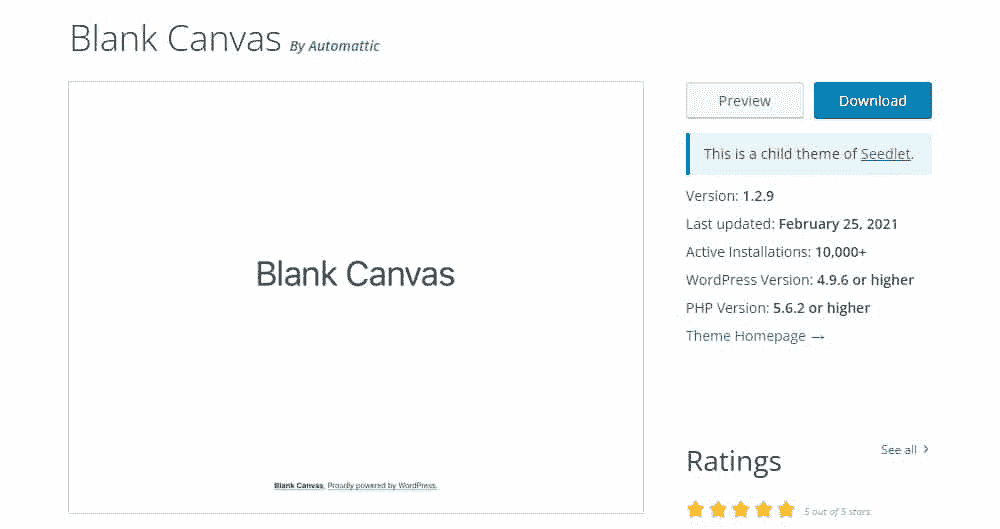 Blank Canvas By Automattic
Preview
Download
This is a child theme of Seedlet.
Version: 1.2.9
Last updated: February 25, 2021
Active Installations: 10,000+
WordPress Version: 4.9.6 or higher
PHP Version: 5.6.2 or higher
Theme Homepage →
Blank Canvas
Blank Canvas, Proudly powered by WordPress.
Ratings
See all >
5 out of 5 stars.